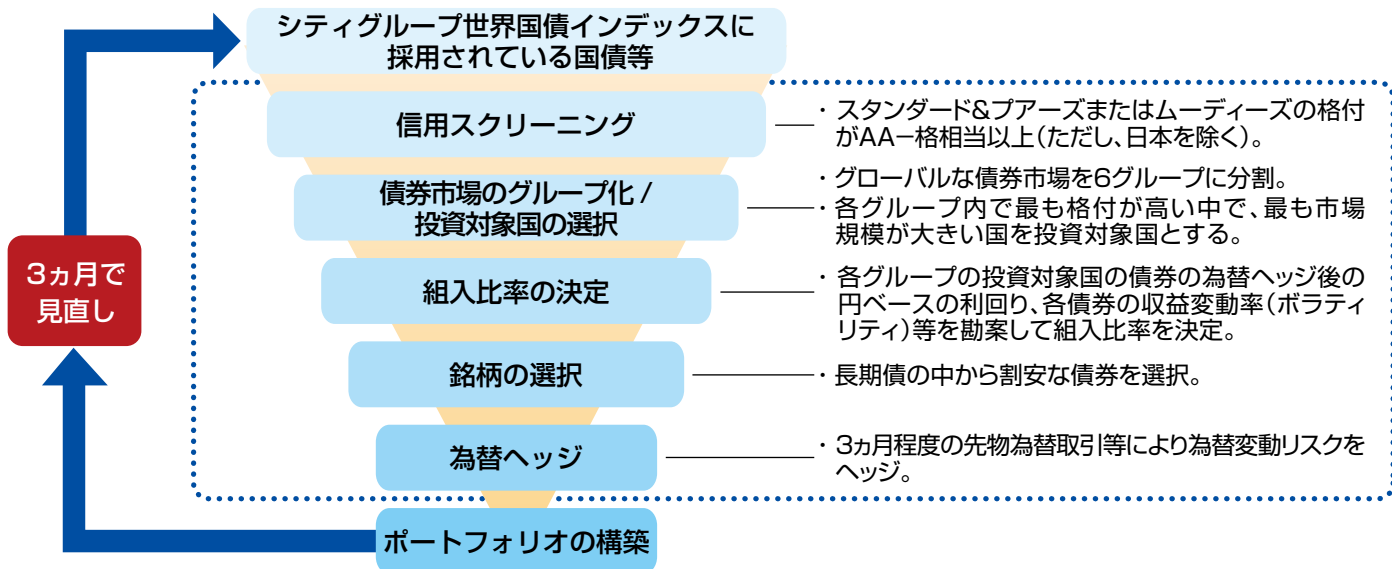 シティグループ世界国債インデックスに
採用されている国債等
信用スクリーニング
・スタンダード&プアーズまたはムーディーズの格付
がAA−格相当以上(ただし、日本を除く)。
債券市場のグループ化 /
投資対象国の選択
・グローバルな債券市場を6グループに分割。
・各グループ内で最も格付が高い中で、最も市場
規模が大きい国を投資対象国とする。
3ヵ月で
見直し
組入比率の決定
・各グループの投資対象国の債券の為替ヘッジ後の
円ベースの利回り、各債券の収益変動率(ボラティ
リティ)等を勘案して組入比率を決定。
銘柄の選択
・長期債の中から割安な債券を選択。
為替ヘッジ
・3ヵ月程度の先物為替取引等により為替変動リスクを
ヘッジ。
ポートフォリオの構築